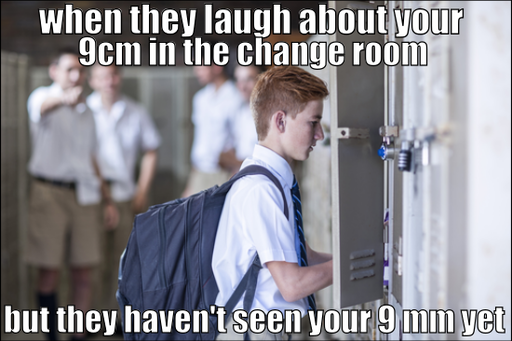 when they laugh about your
9cm in the change room
but they haven't seen your 9 mm yet